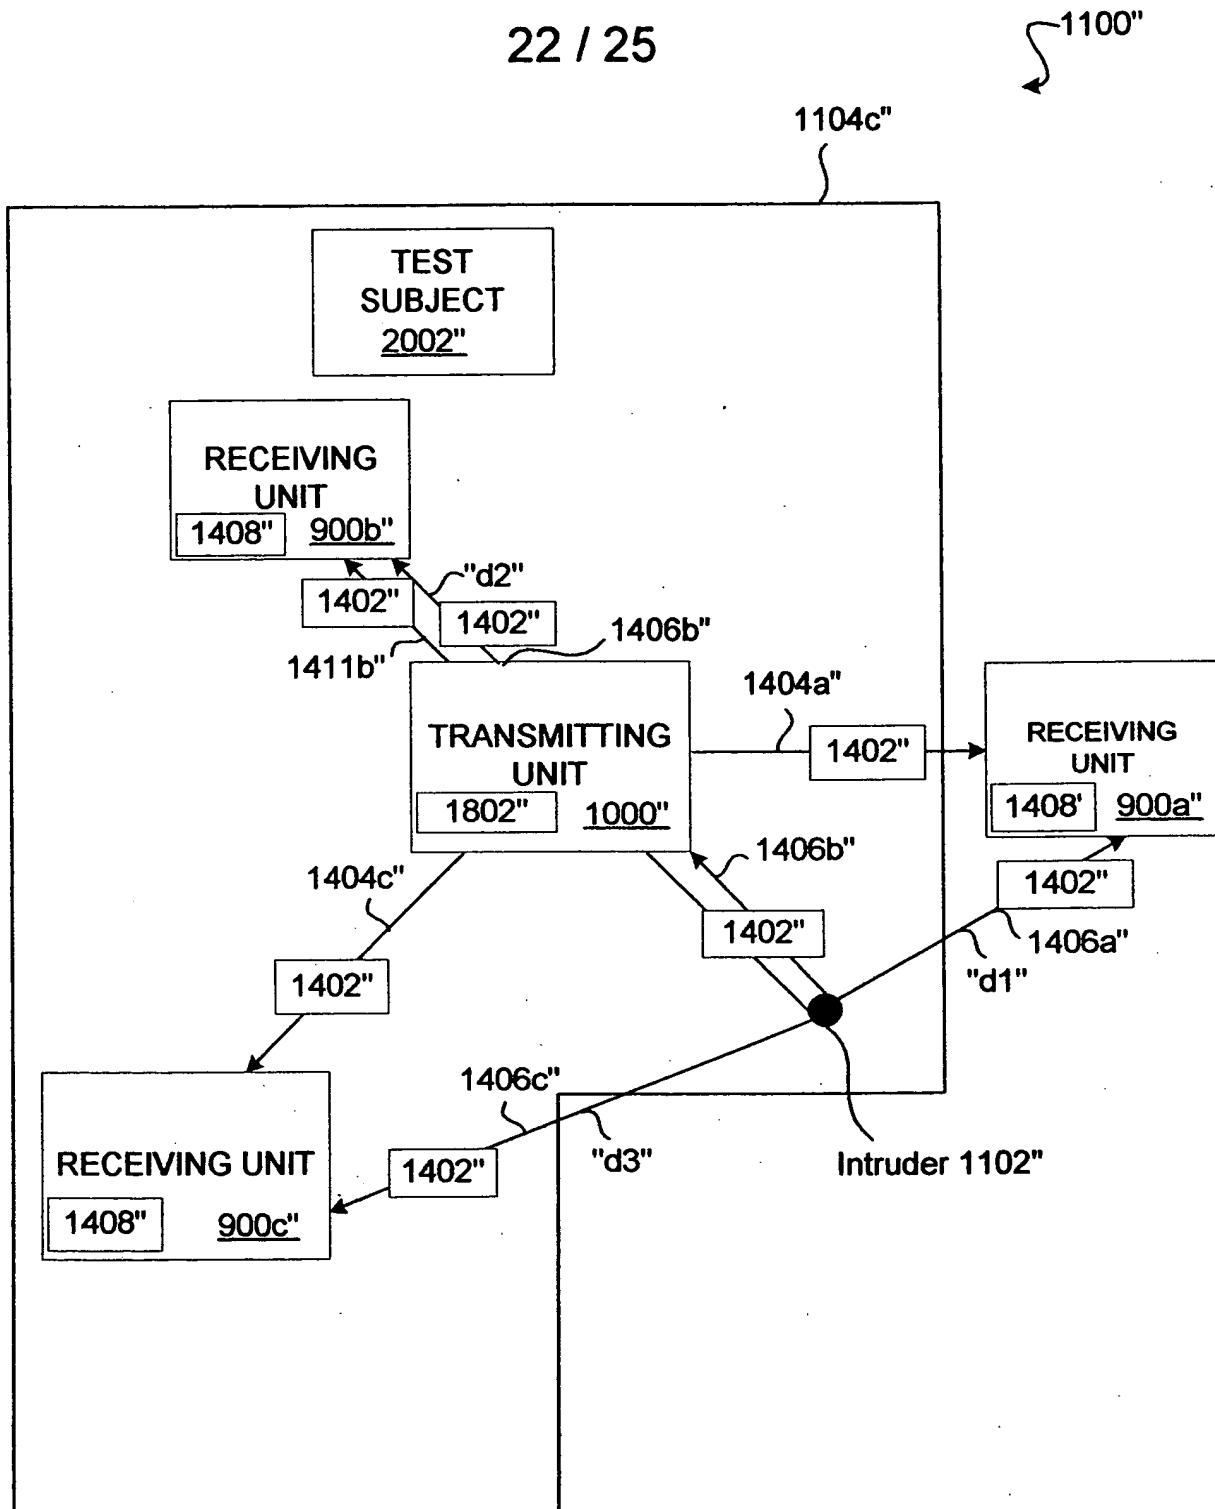 22 / 25
1100"
1104c"
TEST
SUBJECT
2002"
RECEIVING
UNIT
1408" 900b"
"d2"
1402"
1402"
1406b"
1411b"
1404a"
TRANSMITTING
UNIT
1802" 1000"
1402"
RECEIVING
UNIT
1408' 900a"
1406b"
1404c"
1402"
1402"
1406a"
"d1"
1402"
1406c"
RECEIVING UNIT
1408" 900c"
1402"
"d3"
Intruder 1102"